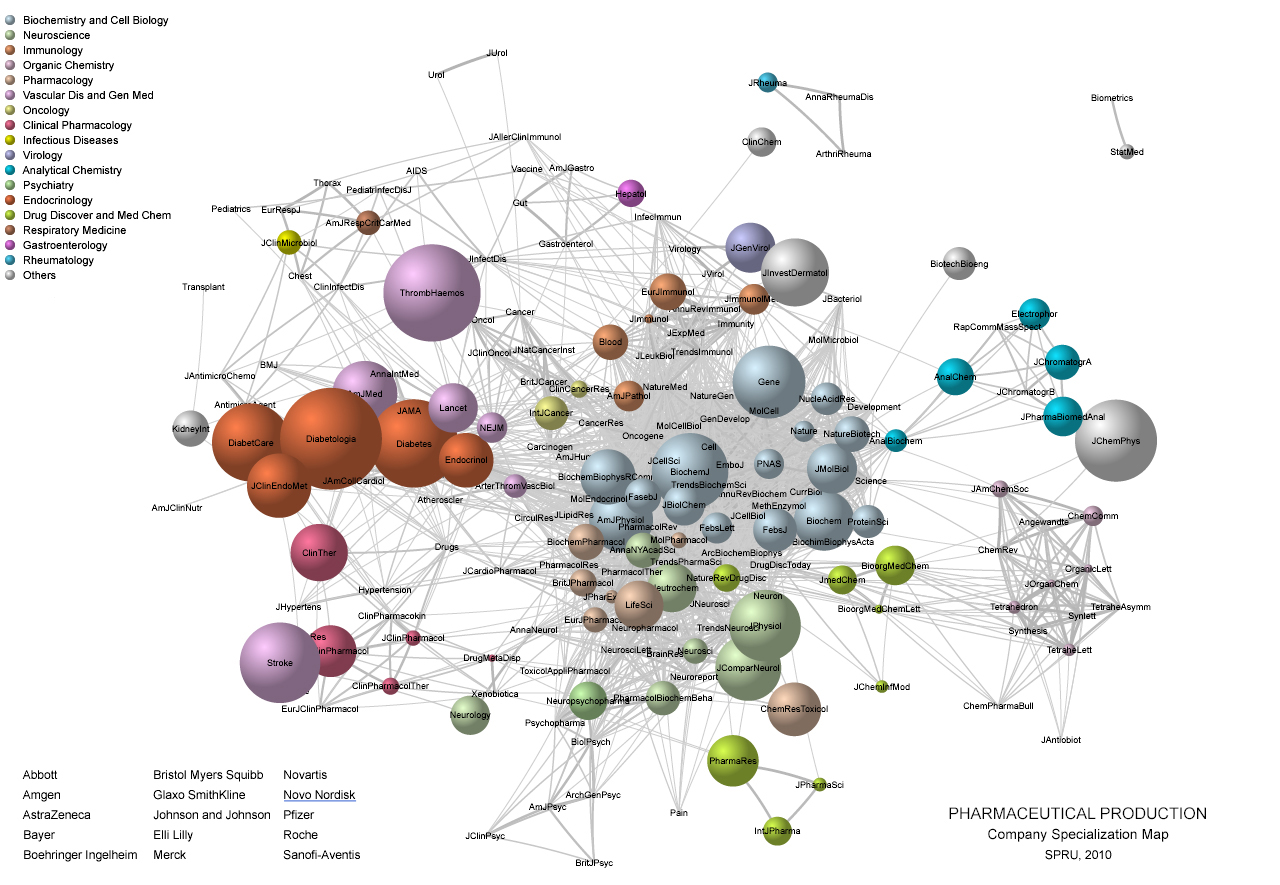 Biochemistry and Cell Biology
Neuroscience
Immunology
Organic Chemistry
Pharmacology
Vascular Dis and Gen Med
Oncology
Clinical Pharmacology
Infectious Diseases
Virology
Analytical Chemistry
Psychiatry
Endocrinology
Drug Discover and Med Chem
Respiratory Medicine
Gastroenterology
Rheumatology
Others
JUrol
Urol
JRheuma
AnnaRheumaDis
Biometrics
JAllerClinImmunol
ClinChem
ArthriRheuma
StatMed
AIDS
Vaccine
AmJGastro
Thorax
PediatrInfecDisJ
Hepatol
Pediatrics
EurRespJ
Gut
AmJRespCritCarMed
InfecImmun
JClinMicrobiol
Gastroenterol
Virology
JGenVirol
JInfectDis
BiotechBioeng
Chest
JVirol
JInvestDermatol
Transplant
ClinInfectDis
ThrombHaemos
EurJImmunol
JBacteriol
Cancer
Electrophor
Oncol
JImmunol
Immunity
RapCommMassSpect
JExpMed
Blood
MolMicrobiol
JClinOncol
JNatCancerInst
JLeukBiol
TrendsImmunol
JChromatogrA
BMJ
AnnaIntMed
JAntimicroChemo
BritJCancer
Gene
AnalChem
ClinCancerRes
NatureMed
JChromatogrB
AmJPathol
NatureGen
NucleAcidRes
Development
Lancet
JAMA
IntJCancer
MolCell
JPharmaBiomedAnal
KidneyInt
NEJM
CancerRes
GenDevelop
MolCellBiol
Nature
NatureBiotech
DiabetCare
Diabetologia
Diabetes
Oncogene
AnalBiochem
JChemPhys
Carcinogen
Cell
Endocrinol
JCellSci
EmboJ
PNAS
JMolBiol
BiochemJ
JClinEndoMet
JAmCollCardiol
ArterThromVascBiol
TrendsBiochemSci
Science
JAmChemSoc
AmJClinNutr
Atheroscler
MolEndocrinol
FasebJ
JBiolChem
MethEnzymol
CirculRes
JLipidRes
AmJPhysiol
JCellBiol
Biochem
ProteinSci
Angewandte
ChemComm
PharmacolRev
FebsLett
FebsJ
BiochimBiophysActa
ClinTher
Drugs
BiochemPharmacol
MolPharmacol
AnnaNYAcadSci
ArcBiochemBiophys
ChemRev
JCardioPharmacol
PharmacolRes
PharmacolTher
TrendsPharmaSci
DrugDiscToday
BioorgMedChem
OrganicLett
BritJPharmacol
NatureRevDrugDisc
JmedChem
JOrganChem
Hypertension
Neuron
JHypertens
LifeSci
JNeurosci
BioorgMedChemLett
Tetrahedron
TetraheAsymm
ClinPharmacokin
Synlett
AnnaNeurol
Neuropharmacol
JPhysiol
Synthesis
JClinPharmacol
NeurosciLett
BrainRes
Neurosci
TetraheLett
Stroke
DrugMetaDisp
ToxicolAppliPharmacol
JComparNeurol
Neuroreport
ClinPharmacolTher
Xenobiotica
JChemInfMod
Neuropsychopharma
PharmacolBiochemBeha
ChemResToxicol
ChemPharmaBull
EurJClinPharmacol
Neurology
Psychopharma
BiolPsych
JAntibiot
PharmaRes
JPharmaSci
ArchGenPsyc
AmJPsyc
Pain
JClinPsyc
IntJPharma
BritJPsyc
Abbott
Amgen
AstraZeneca
Bayer
Boehringer Ingelheim
Bristol Myers Squibb
Glaxo SmithKline
Johnson and Johnson
Elli Lilly
Merck
Novartis
Novo Nordisk
Pfizer
Roche
Sanofi-Aventis
PHARMACEUTICAL PRODUCTION
Company Specialization Map
SPRU, 2010